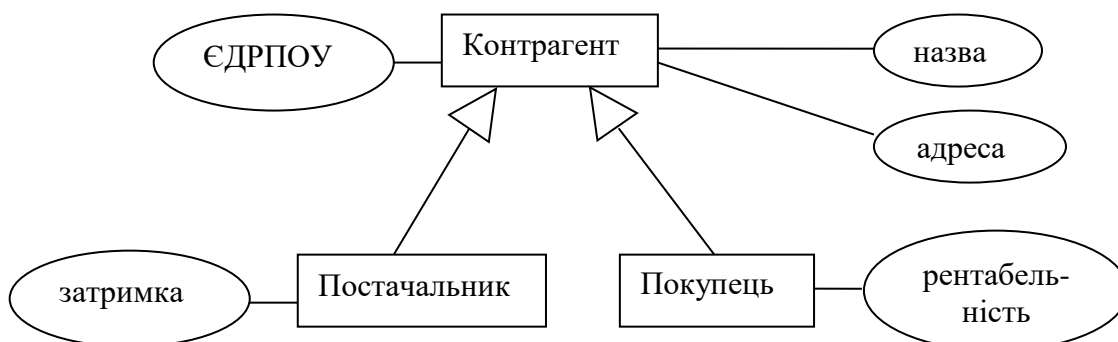 ЄДРПОУ
Контрагент
назва
адреса
затримка
Постачальник
Покупець
рентабель-
ність